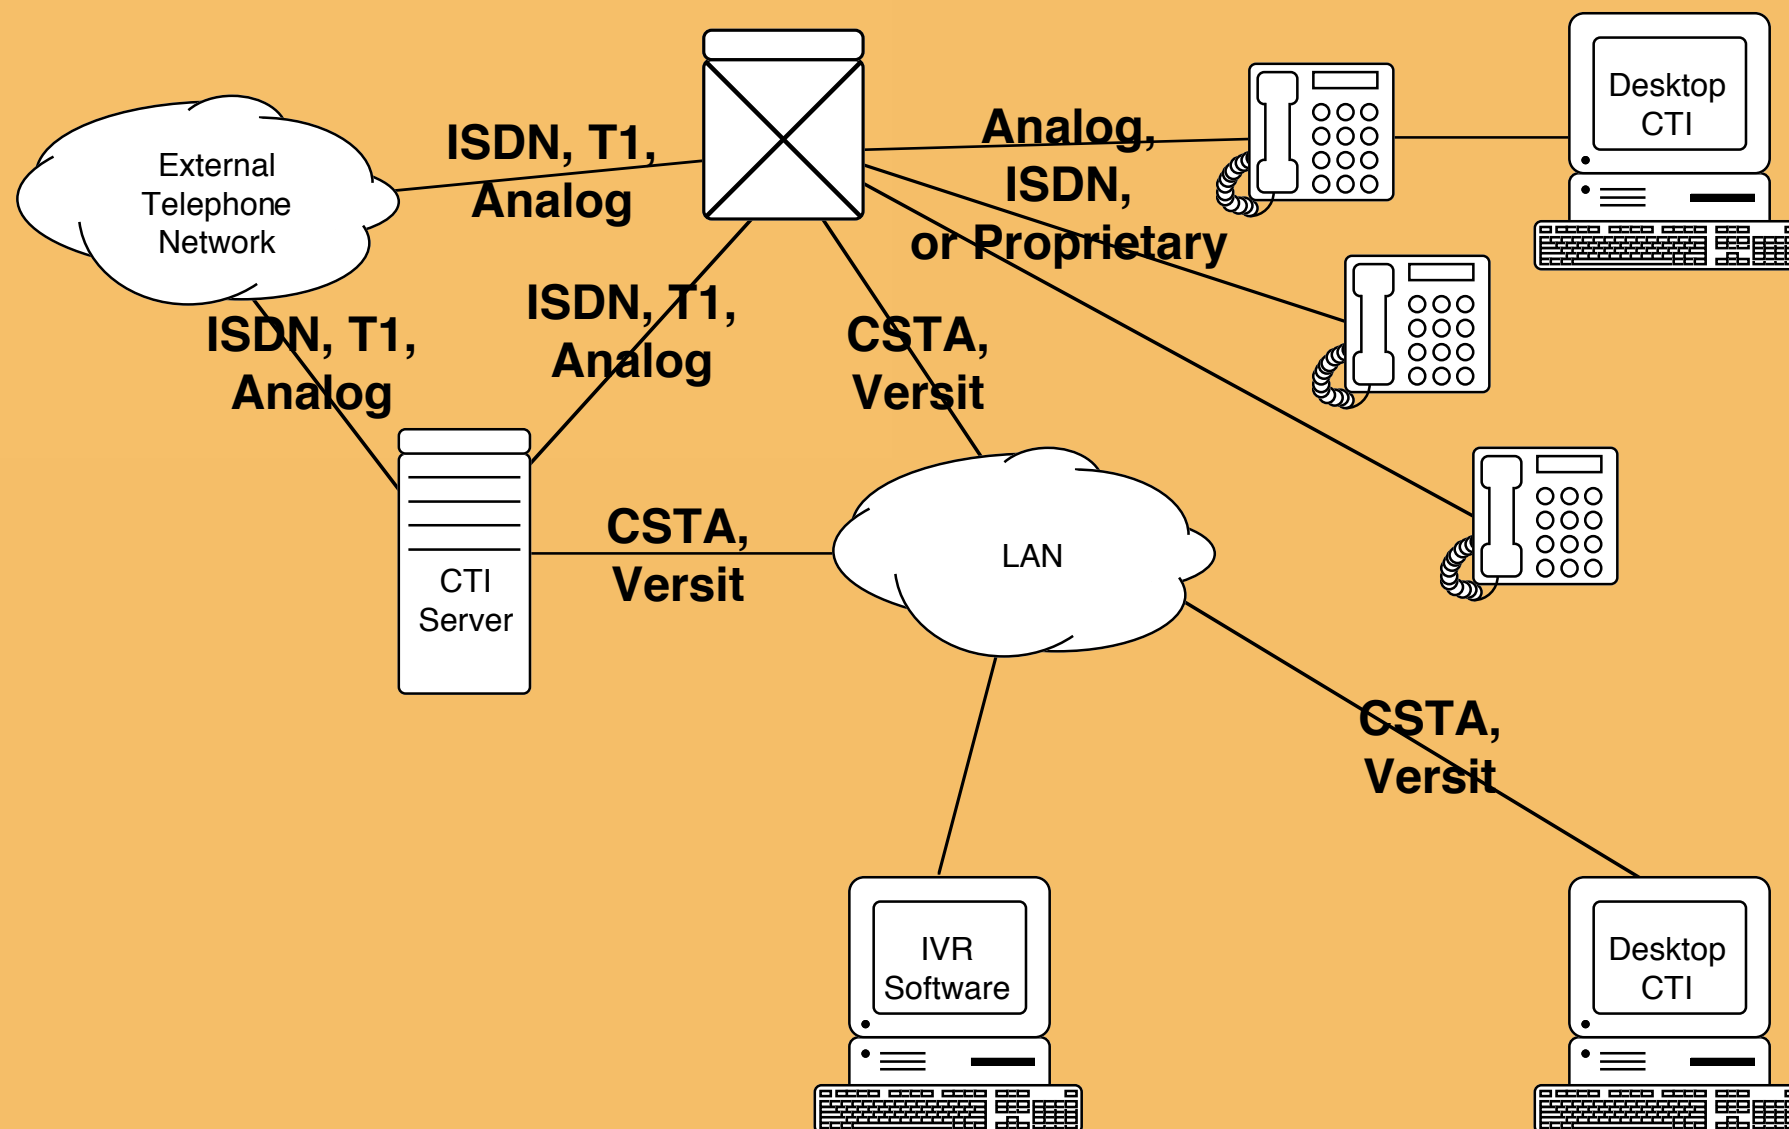 External
Telephone
Network
ISDN, T1,
Analog
Analog,
ISDN,
or Proprietary
Desktop
CTI
ISDN, T1,
Analog
ISDN, T1,
Analog
CSTA,
Versit
CTI
Server
CSTA,
Versit
LAN
CSTA,
Versit
IVR
Software
Desktop
CTI